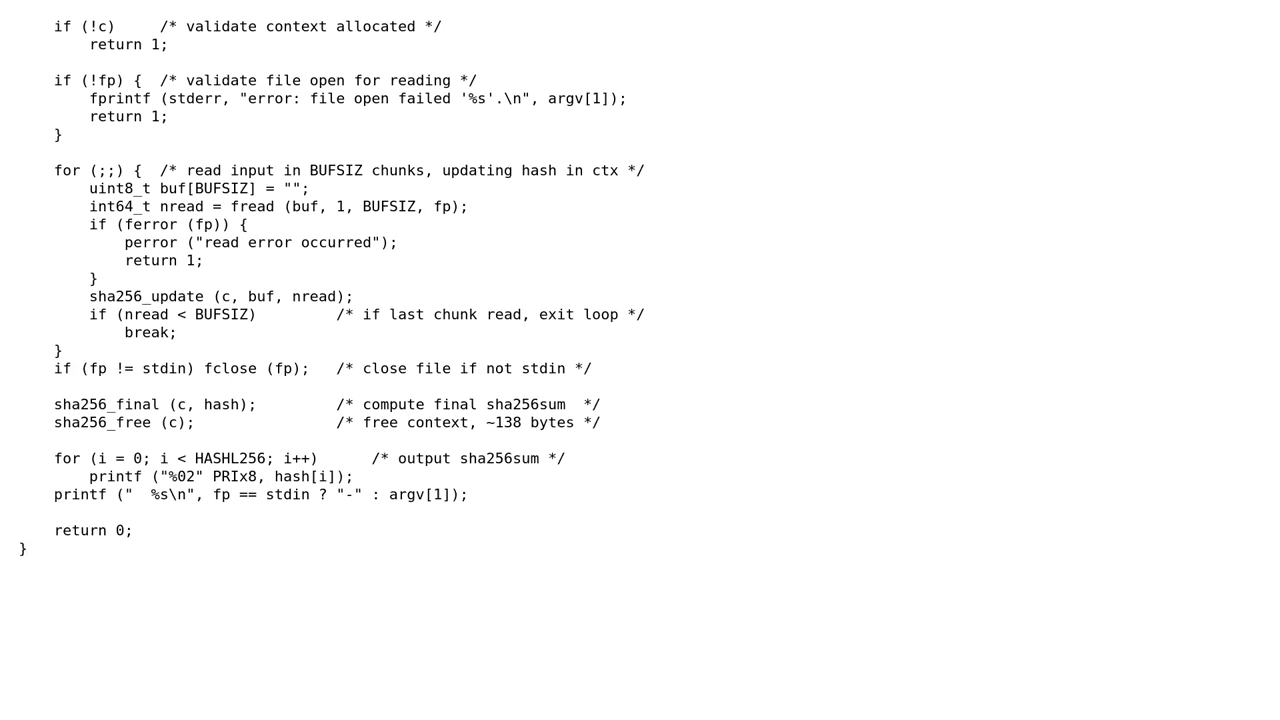 if (!c)     /* validate context allocated */
        return 1;

    if (!fp) {  /* validate file open for reading */
        fprintf (stderr, "error: file open failed '%s'.\n", argv[1]);
        return 1;
    }

    for (;;) {  /* read input in BUFSIZ chunks, updating hash in ctx */
        uint8_t buf[BUFSIZ] = "";
        int64_t nread = fread (buf, 1, BUFSIZ, fp);
        if (ferror (fp)) {
            perror ("read error occurred");
            return 1;
        }
        sha256_update (c, buf, nread);
        if (nread < BUFSIZ)         /* if last chunk read, exit loop */
            break;
    }
    if (fp != stdin) fclose (fp);   /* close file if not stdin */

    sha256_final (c, hash);         /* compute final sha256sum  */
    sha256_free (c);                /* free context, ~138 bytes */

    for (i = 0; i < HASHL256; i++)      /* output sha256sum */
        printf ("%02" PRIx8, hash[i]);
    printf ("  %s\n", fp == stdin ? "-" : argv[1]);

    return 0;
}